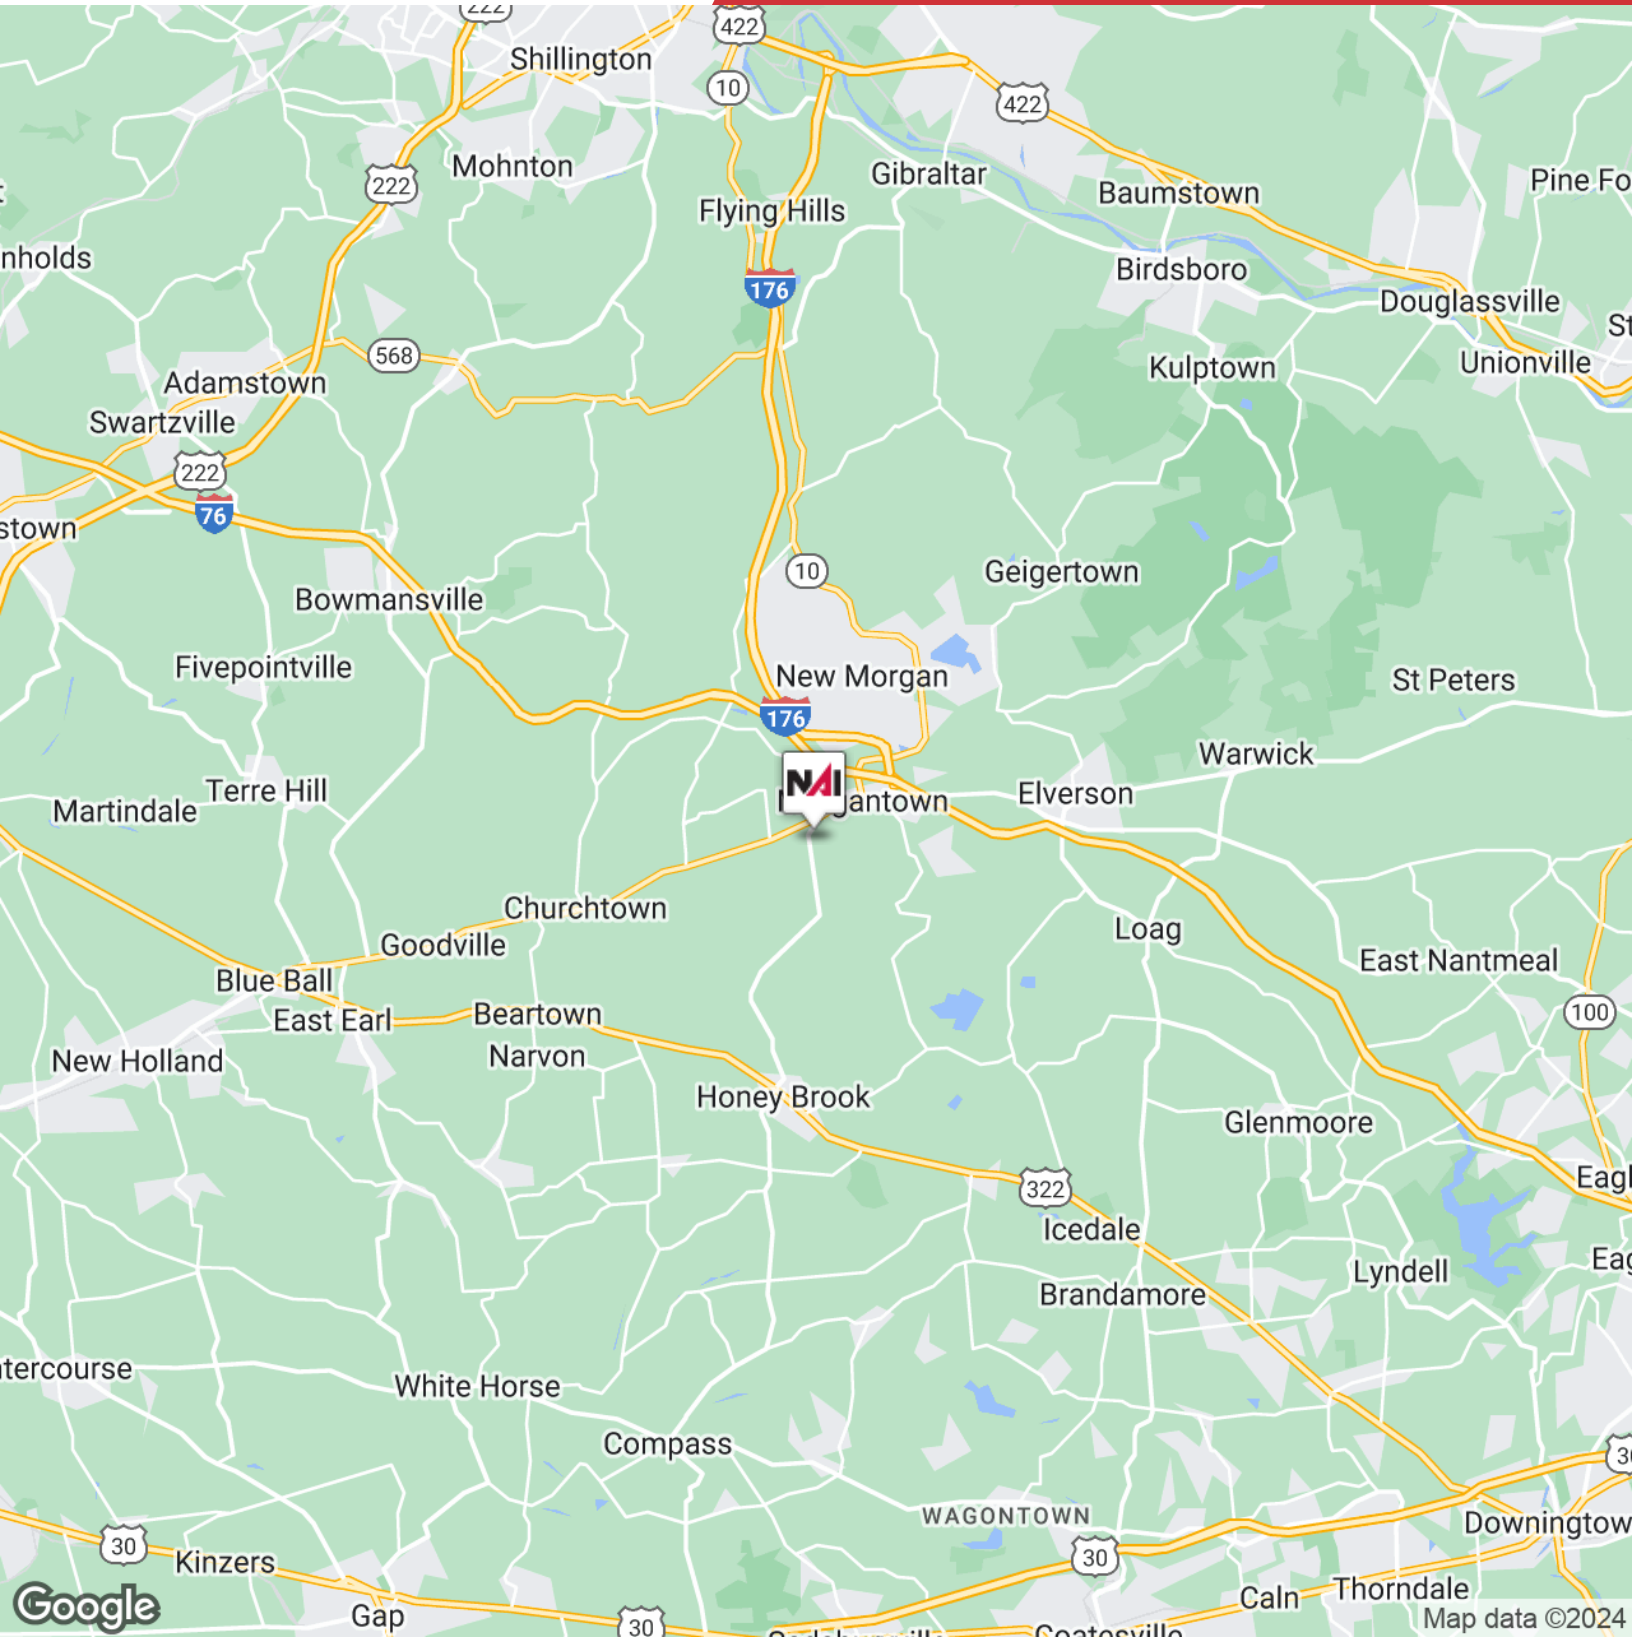 222
422
Shillington
10
422
Mohnton
Gibraltar
222
Baumstown
Pine Fo
Flying Hills
nholds
Birdsboro
176
Douglassville
St
568
Unionville
Kulptown
Adamstown
Swartzville
222
76
stown
10
Geigertown
Bowmansville
Fivepointville
New Morgan
St Peters
176
Warwick
NAI
Terre Hill
Elverson
gantown
Martindale
Churchtown
Loag
Goodville
East Nantmeal
Blue Ball
100
Beartown
East Earl
Narvon
New Holland
Honey Brook
Glenmoore
Eagl
322
Icedale
Eag
Lyndell
Brandamore
tercourse
White Horse
Compass
30
WAGONTOWN
Downingtow
30
30
Kinzers
Thorndale
Caln
Google
Gap
Map data ©2024
30